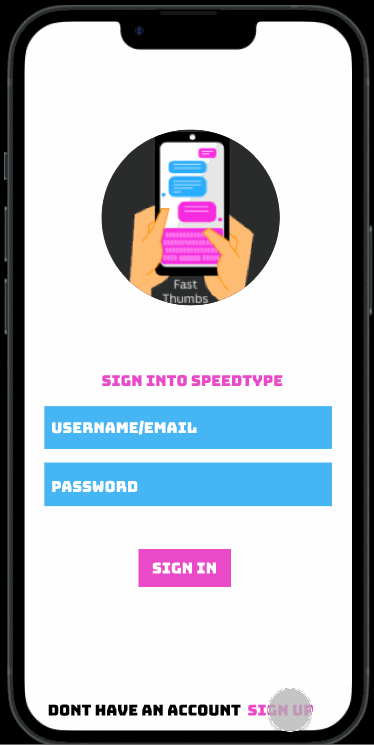 Fast
Thumbs
SIGN INTO SPEEDTYPE
USERNAME/EMAIL
PASSWORD
SIGN IN
DONT HAVE AN ACCOUNT SIGN UP